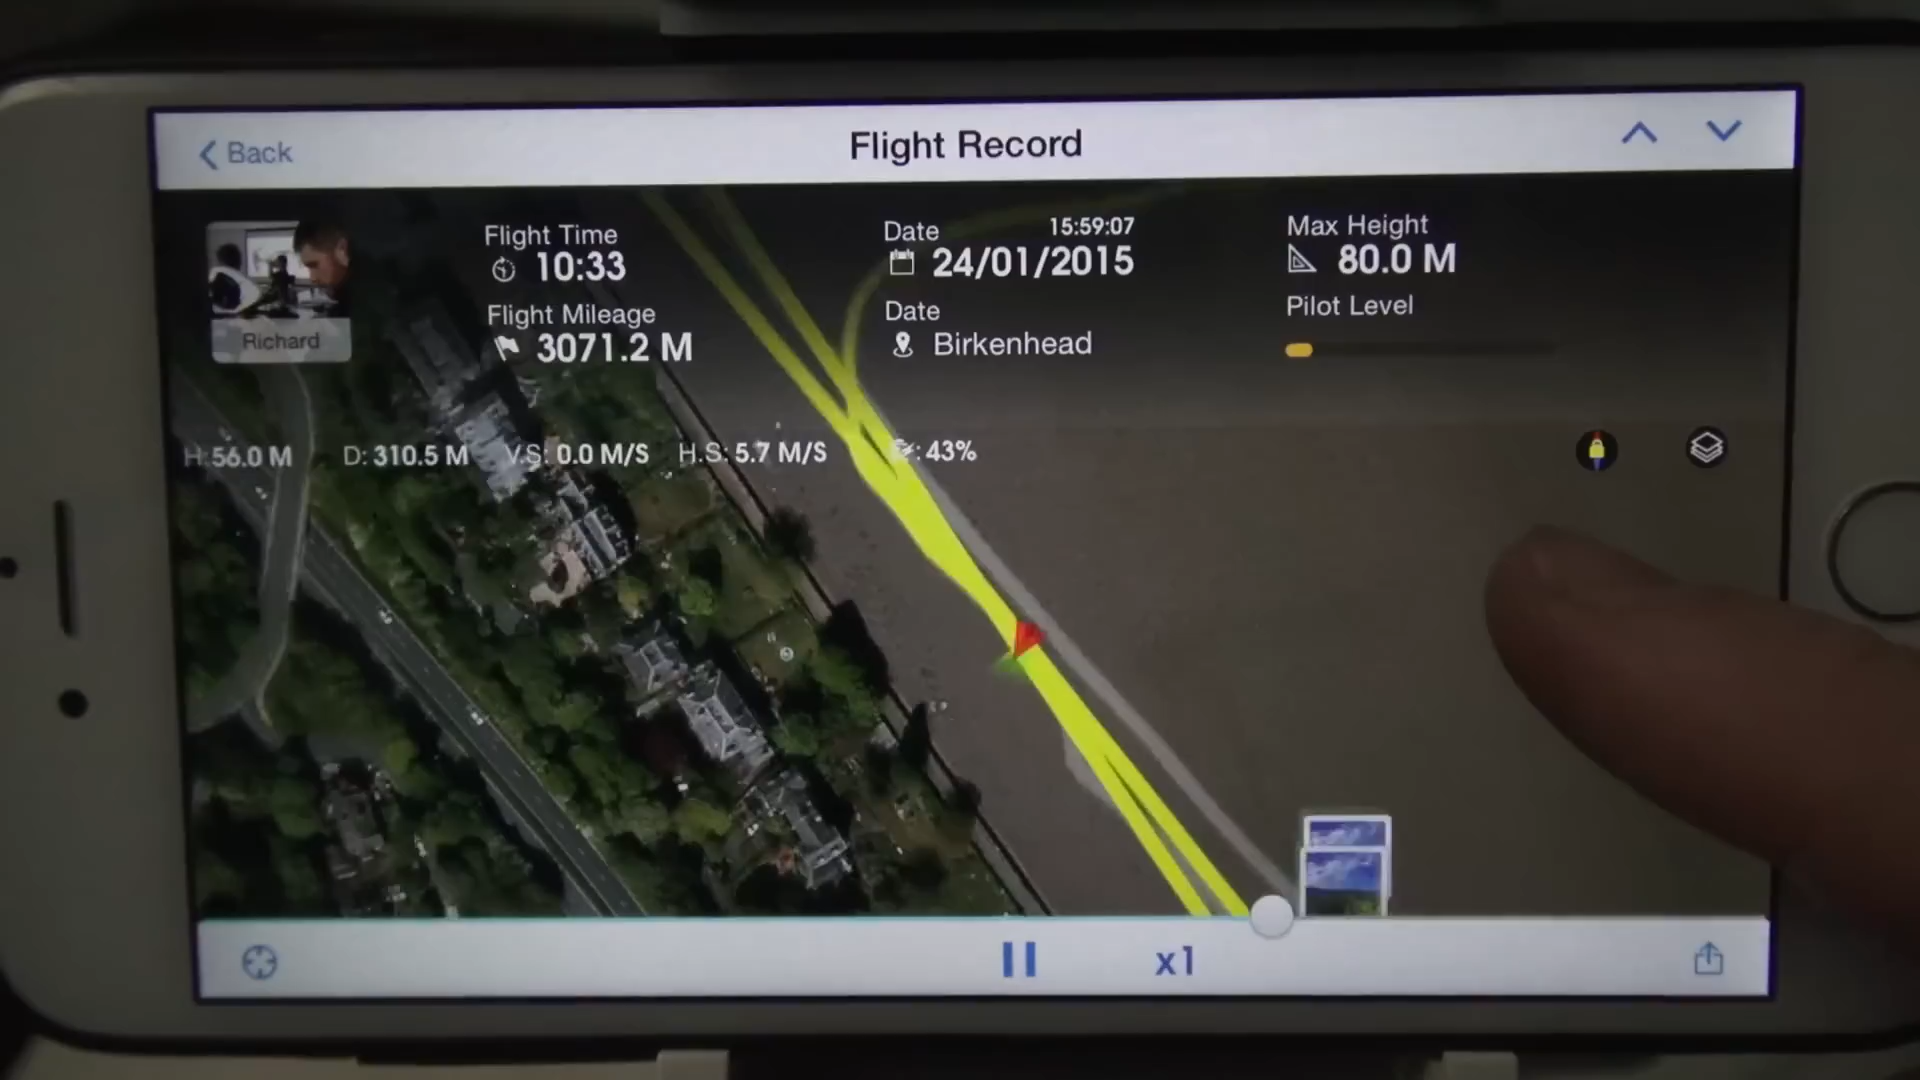 Back
Flight Record
Flight Time
10:33
Date 15:59:07
24/01/2015
Max Height
80.0 M
Flight Mileage
3071.2 M
Date
Birkenhead
Pilot Level
Richard
H: 56.0 M D: 310.5 M V.S: 0.0 M/S H.S: 5.7 M/S : 43%
x1